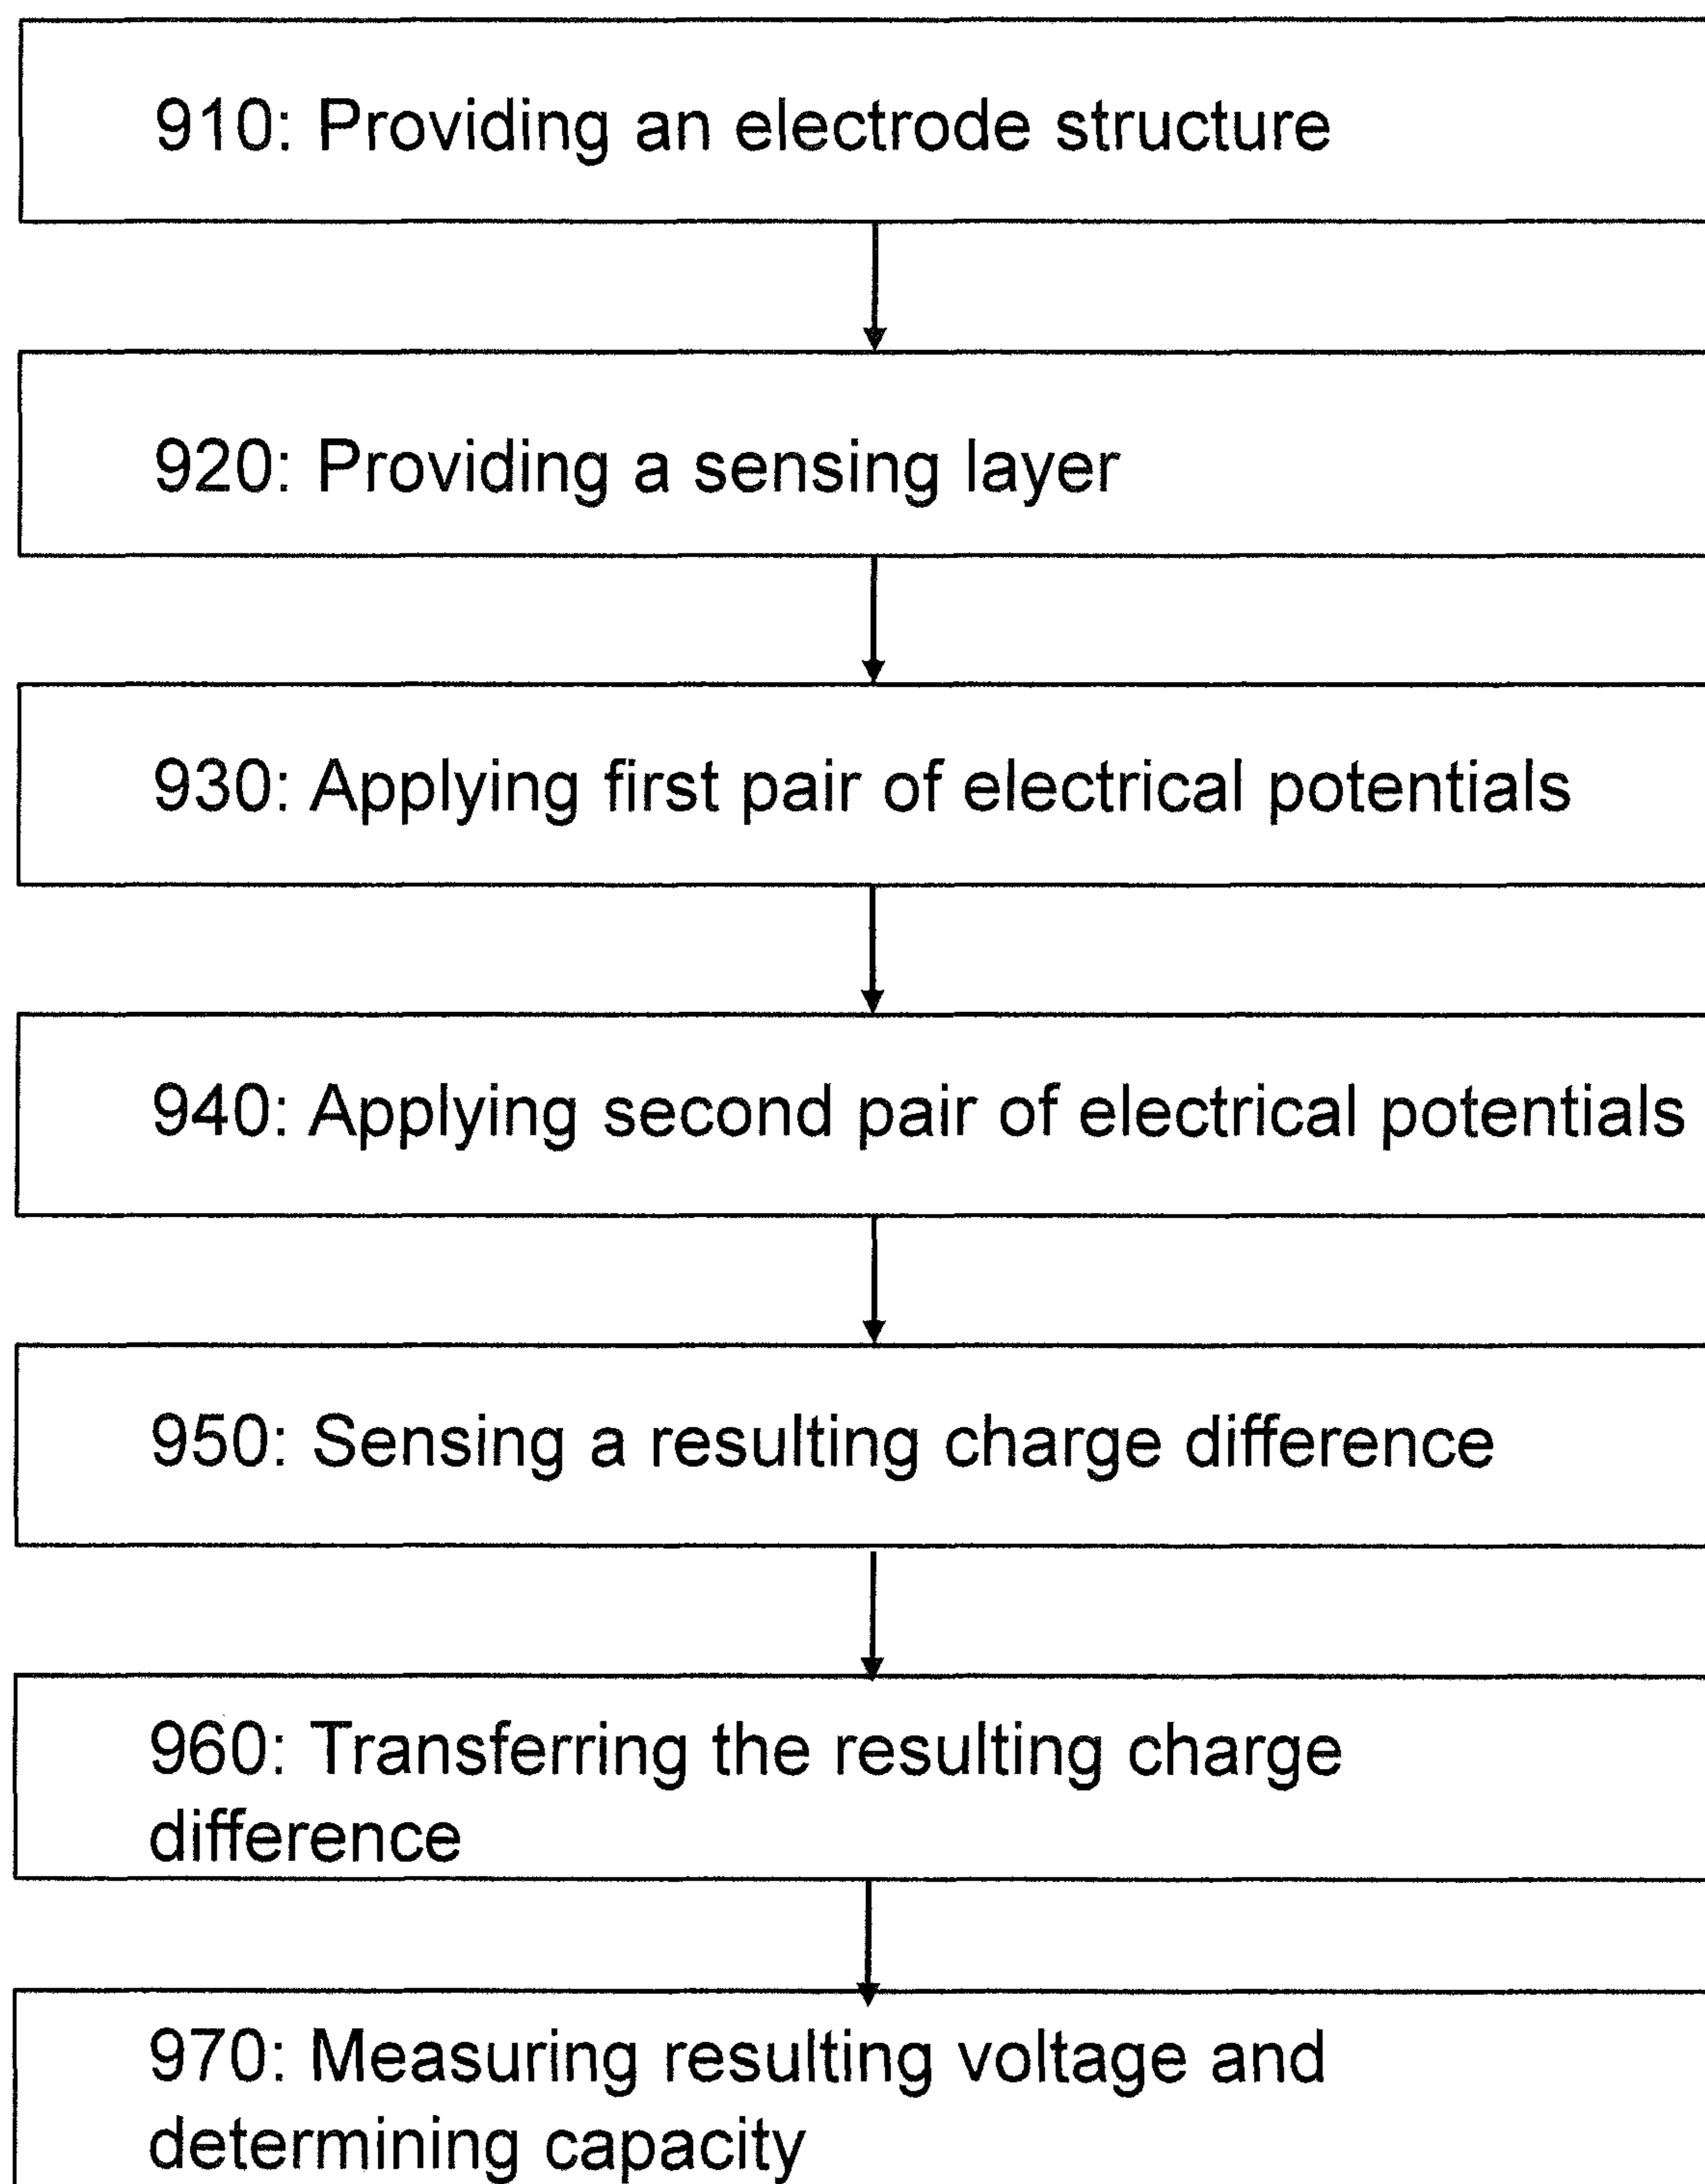 910: Providing an electrode structure
920: Providing a sensing layer
930: Applying first pair of electrical potentials
940: Applying second pair of electrical potentials
950: Sensing a resulting charge difference
960: Transferring the resulting charge
difference
970: Measuring resulting voltage and
determining capacity